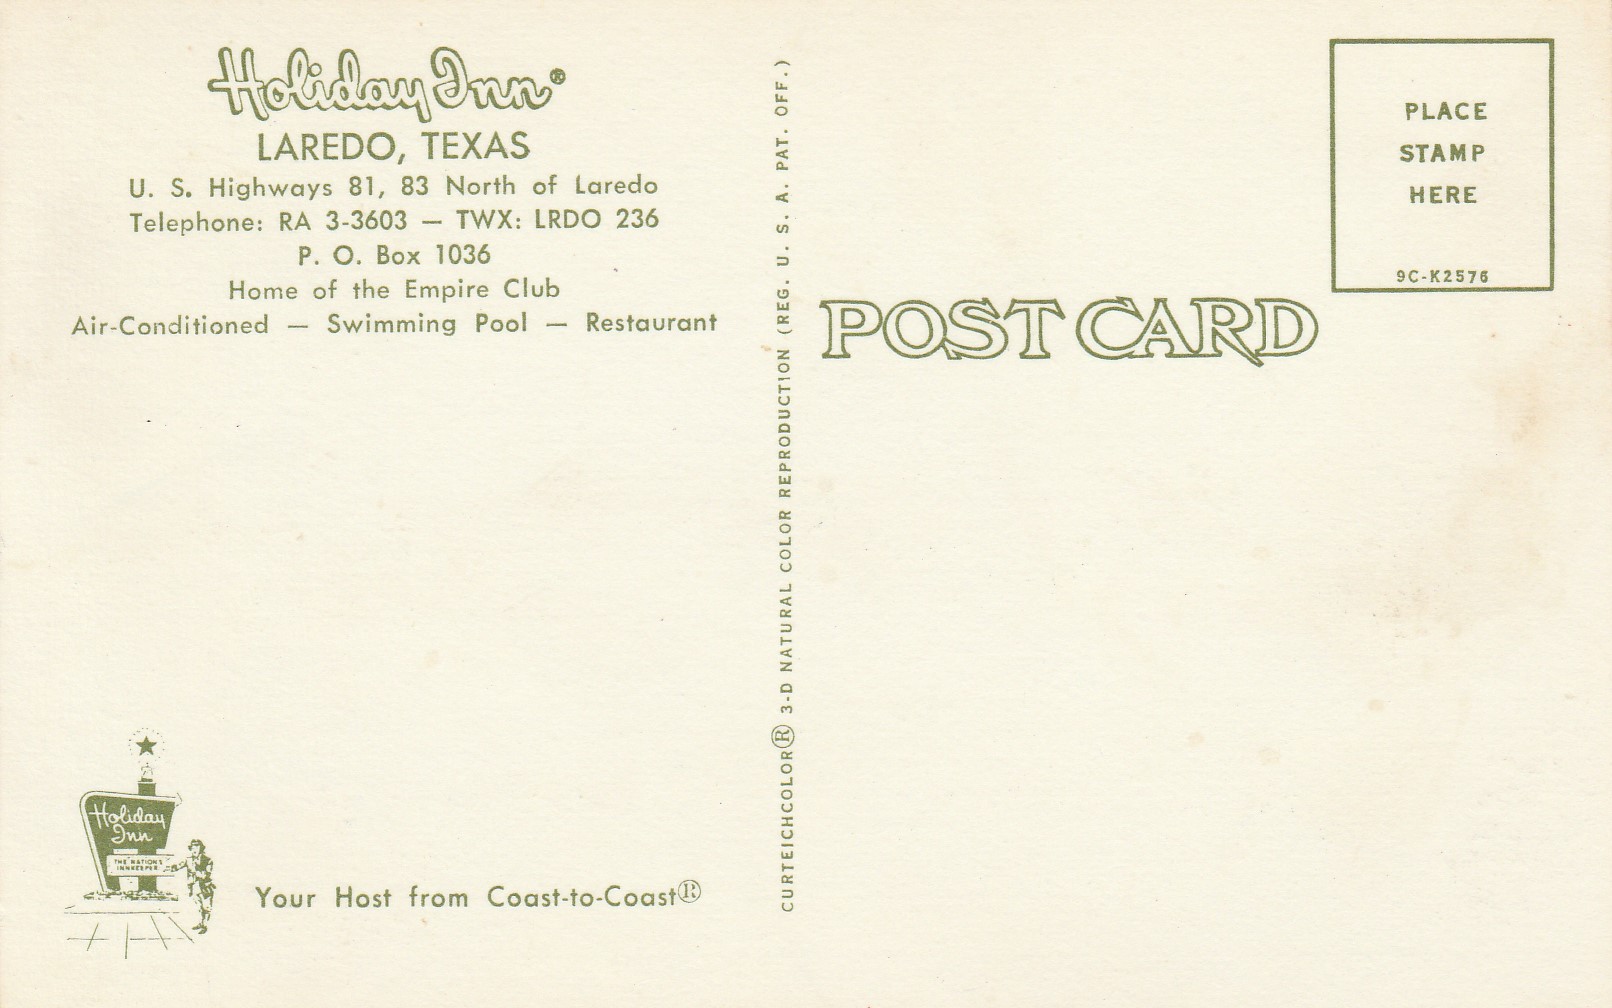 Holiday Inn®
LAREDO, TEXAS
U. S. Highways 81, 83 North of Laredo
Telephone: RA 3-3603 — TWX: LRDO 236
P. O. Box 1036
Home of the Empire Club
Air-Conditioned — Swimming Pool — Restaurant
Holiday
Inn
THE NATION'S
INNKEEPER
Your Host from Coast-to-Coast®
CURTEICHCOLOR® 3-D NATURAL COLOR REPRODUCTION (REG. U. S. A. PAT. OFF.)
POST CARD
PLACE
STAMP
HERE
9C-K2576